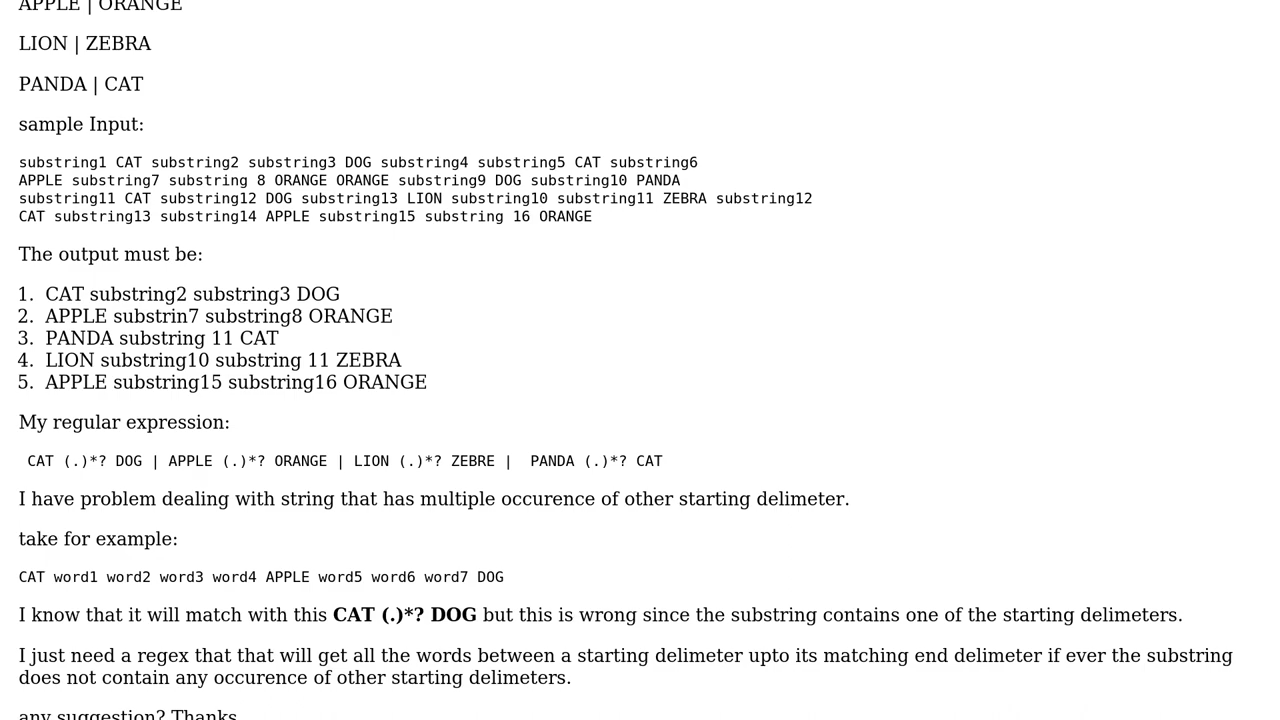 APPLE | ORANGE
LION | ZEBRA
PANDA | CAT
sample Input:
substring1 CAT substring2 substring3 DOG substring4 substring5 CAT substring6
APPLE substring7 substring 8 ORANGE ORANGE substring9 DOG substring10 PANDA
substring11 CAT substring12 DOG substring13 LION substring10 substring11 ZEBRA substring12
CAT substring13 substring14 APPLE substring15 substring 16 ORANGE
The output must be:
1. CAT substring2 substring3 DOG
2. APPLE substrin7 substring8 ORANGE
3. PANDA substring 11 CAT
4. LION substring10 substring 11 ZEBRA
5. APPLE substring15 substring16 ORANGE
My regular expression:
CAT (.)*? DOG | APPLE (.)*? ORANGE | LION (.)*? ZEBRE |  PANDA (.)*? CAT
I have problem dealing with string that has multiple occurence of other starting delimeter.
take for example:
CAT word1 word2 word3 word4 APPLE word5 word6 word7 DOG
I know that it will match with this CAT (.)*? DOG but this is wrong since the substring contains one of the starting delimeters.
I just need a regex that that will get all the words between a starting delimeter upto its matching end delimeter if ever the substring
does not contain any occurence of other starting delimeters.
any suggestion? Thanks